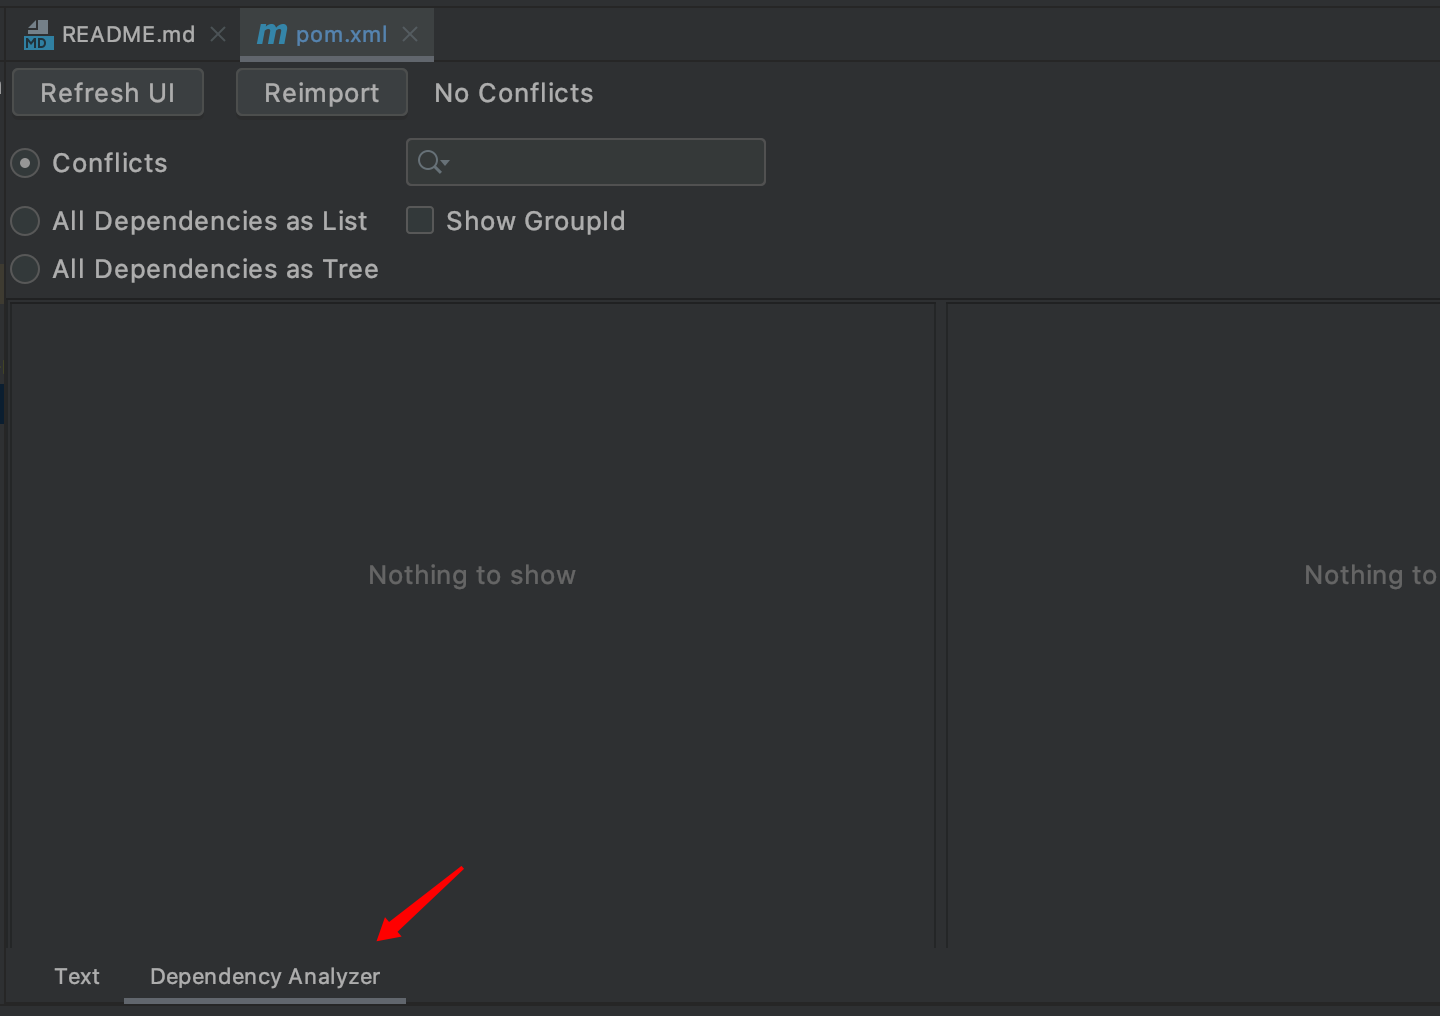 README.md
m pom.xml
Refresh UI Reimport No Conflicts
Conflicts
All Dependencies as List Show GroupId
All Dependencies as Tree
Nothing to show Nothing to
Text Dependency Analyzer
MD